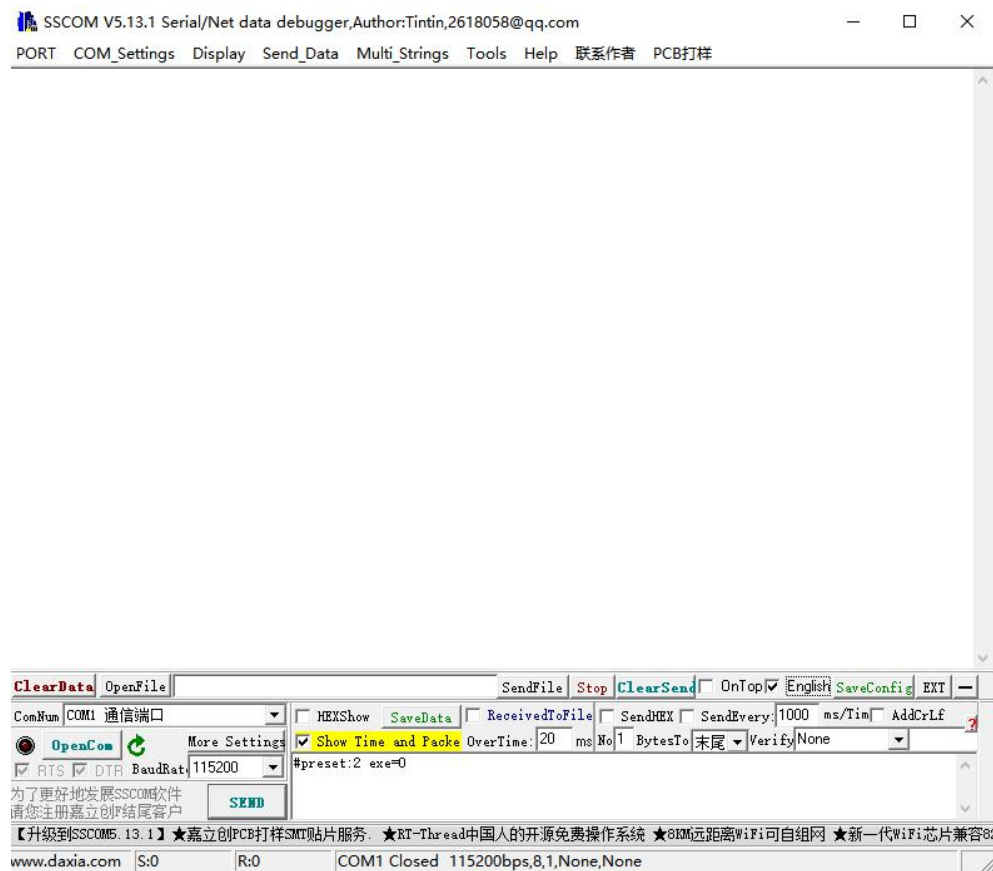 SSCOM V5.13.1 Serial/Net data debugger,Author:Tintin,2618058@qq.com
PORT COM_Settings Display Send_Data Multi_Strings Tools Help 联系作者 PCB打样
ClearData OpenFile SendFile Stop ClearSend OnTop English SaveConfig EXT
ComNum COM1 通信端口 HEXShow SaveData ReceivedToFile SendHEX SendEvery: 1000 ms/Tim AddCrLf ?
OpenCom More Settings Show Time and Packe OverTime: 20 ms No 1 BytesTo 末尾 Verify None
RTS DTR BaudRat 115200 #preset:2 exe=0
为了更好地发展SSCOM软件
请您注册嘉立创F结尾客户 SEND
【升级到SSCOM5.13.1】★嘉立创PCB打样SMT贴片服务. ★RT-Thread中国人的开源免费操作系统 ★8KM远距离WiFi可自组网 ★新一代WiFi芯片兼容82
www.daxia.com S:0 R:0 COM1 Closed 115200bps,8,1,None,None